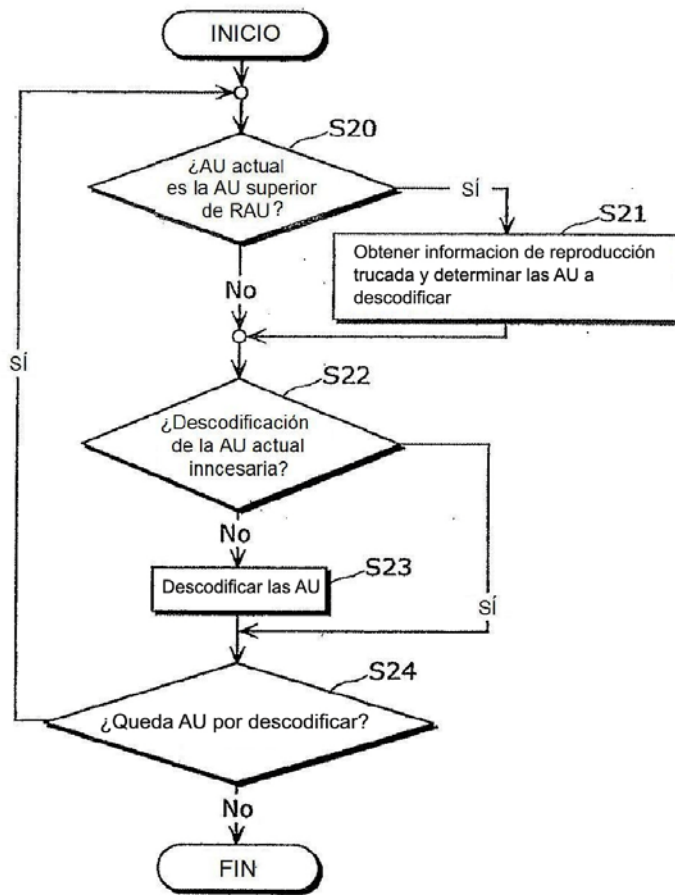 INICIO
S20
¿AU actual
es la AU superior
de RAU?
SÍ
S21
Obtener informacion de reproducción
trucada y determinar las AU a
descodificar
No
SÍ
S22
¿Descodificación
de la AU actual
inncesaria?
No
S23
Descodificar las AU
SÍ
S24
¿Queda AU por descodificar?
No
FIN